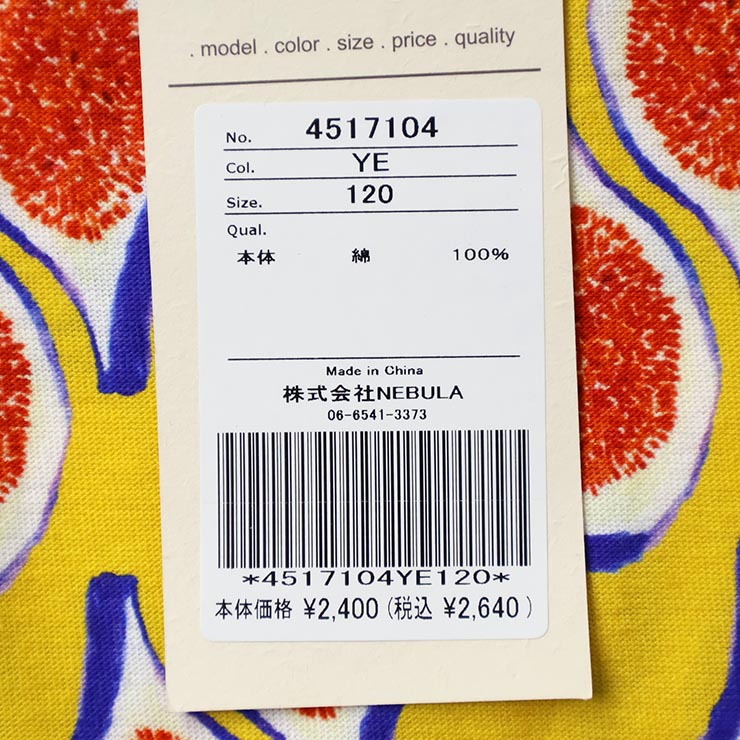 . model . color . size . price . quality
No. 4517104
Col. YE
Size. 120
Qual.
本体 綿 100%
Made in China
株式会社NEBULA
06-6541-3373
*4517104YE120*
本体価格 ¥2,400 (税込 ¥2,640 )